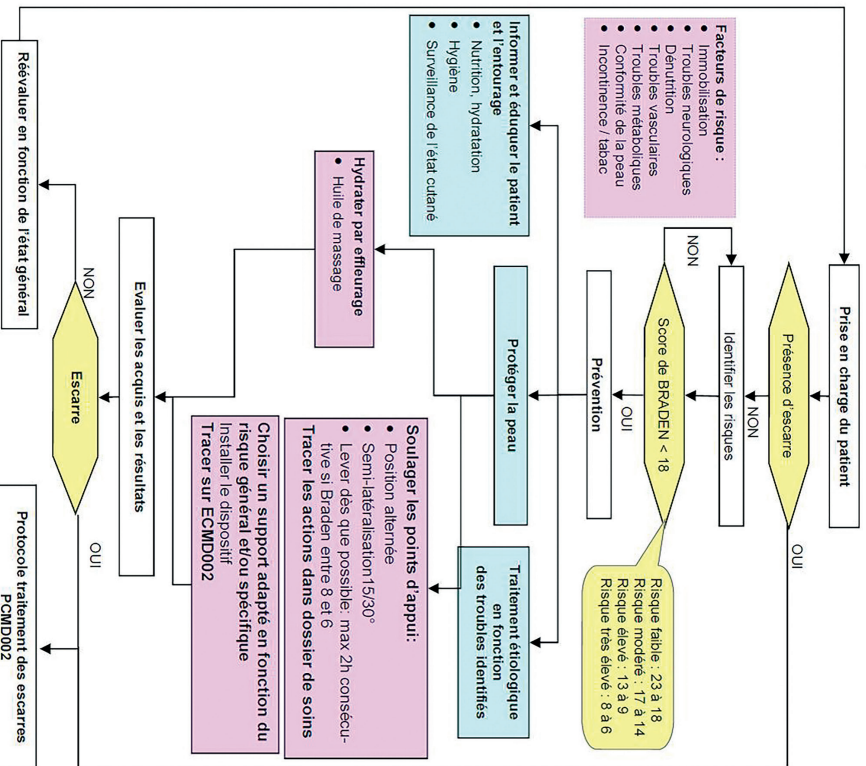 Prise en charge du patient
Présence d'escarre
OUI
NON
Facteurs de risque :
• Immobilisation
• Troubles neurologiques
• Dénutrition
• Troubles vasculaires
• Troubles métaboliques
• Conformité de la peau
• Incontinence / tabac
Identifier les risques
NON
Score de BRADEN < 18
OUI
Risque faible : 23 à 18
Risque modéré : 17 à 14
Risque élevé : 13 à 9
Risque très élevé : 8 à 6
Prévention
Informer et éduquer le patient
et l'entourage
• Nutrition, hydratation
• Hygiène
• Surveillance de l'état cutané
Protéger la peau
Traitement étiologique
en fonction
des troubles identifiés
Hydrater par effleurage
• Huile de massage
Soulager les points d'appui:
• Position alternée
• Semi-latéralisation15/30°
• Lever dès que possible: max 2h consécu-
tive si Braden entre 8 et 6
Tracer les actions dans dossier de soins
Choisir un support adapté en fonction du
risque général et/ou spécifique
Installer le dispositif
Tracer sur ECMD002
Evaluer les acquis et les résultats
NON
Escarre
OUI
Réévaluer en fonction de l'état général
Protocole traitement des escarres
PCMD002